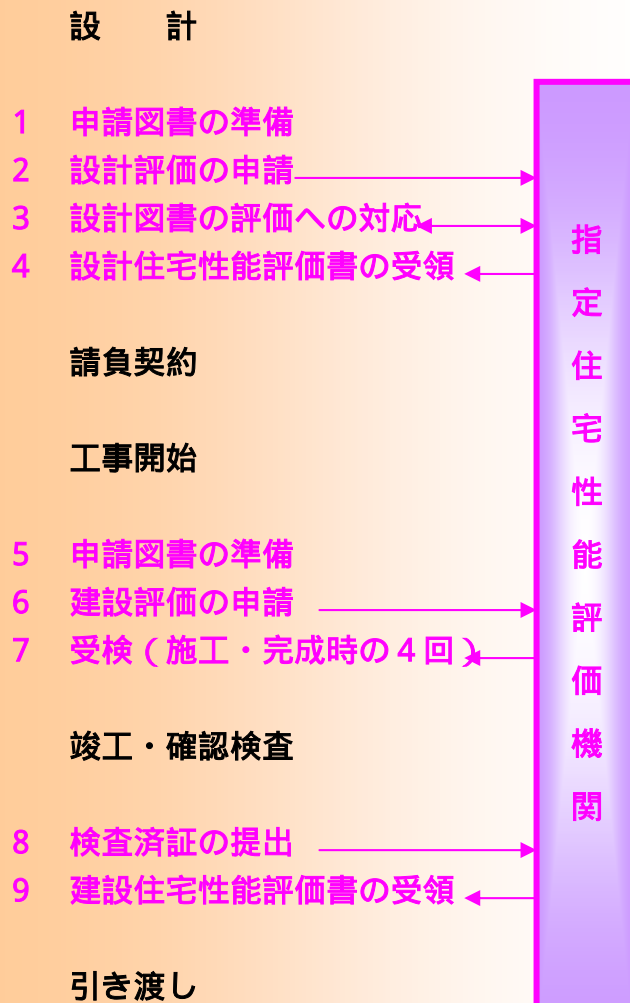 設　　計
1　申請図書の準備
2　設計評価の申請
3　設計図書の評価への対応
4　設計住宅性能評価書の受領
請負契約
工事開始
5　申請図書の準備
6　建設評価の申請
7　受検（施工・完成時の４回）
竣工・確認検査
8　検査済証の提出
9　建設住宅性能評価書の受領
引き渡し
指定住宅性能評価機関